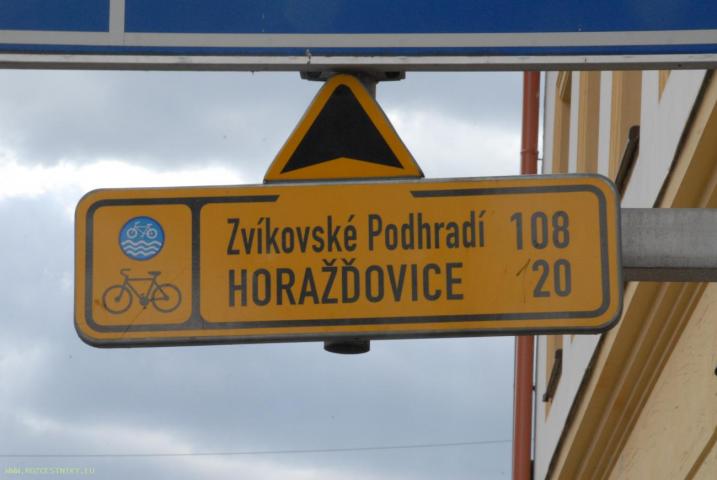 Zvíkovské Podhradí 108
HORAŽĎOVICE 20
WWW.ROZCESTNIKY.EU